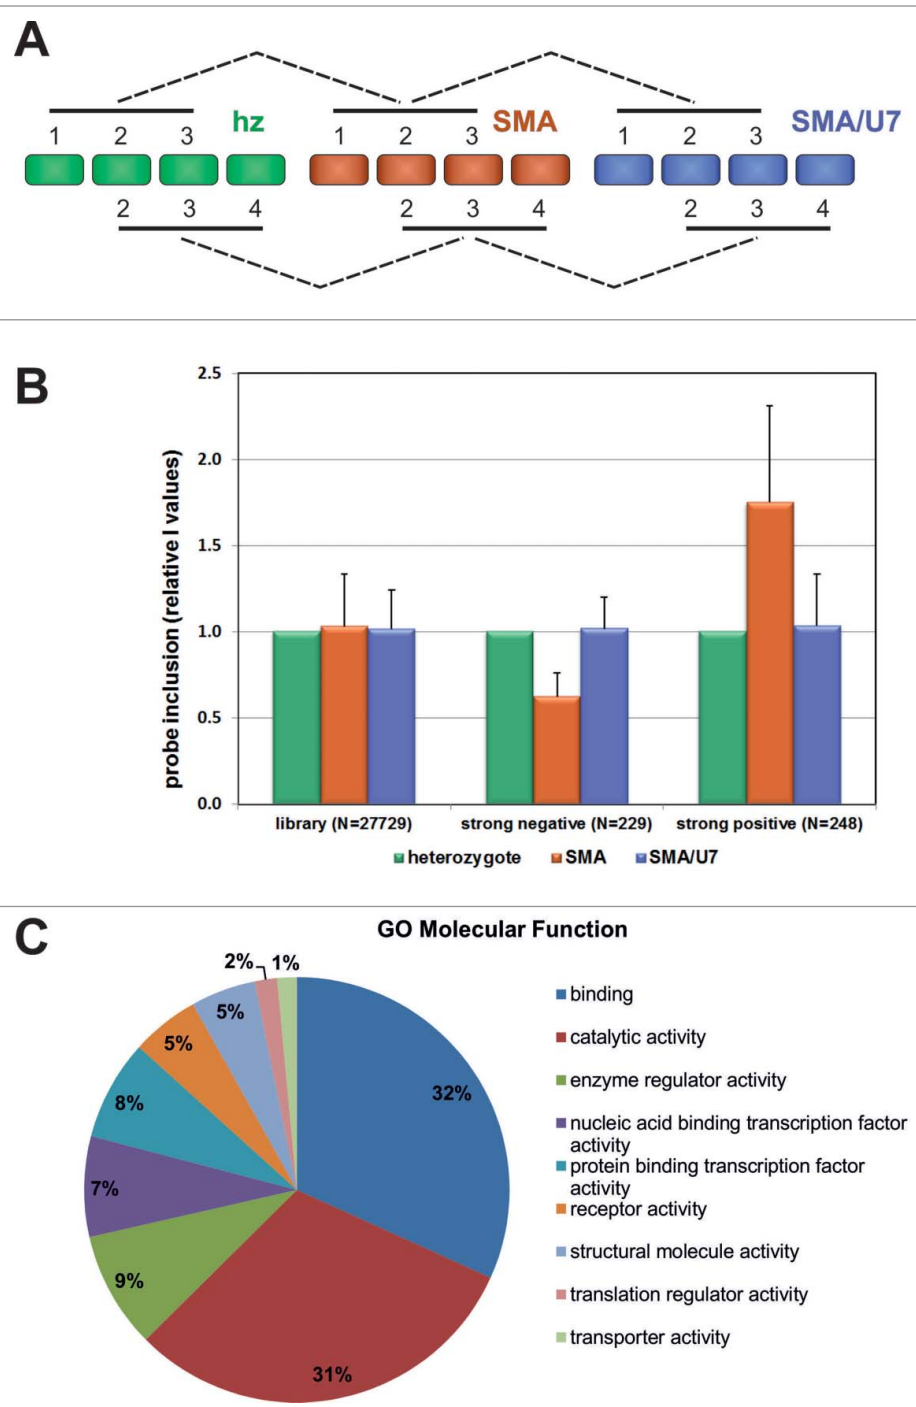 A
1 2 3 hz
1 2 3 SMA
1 2 3 SMA/U7
2 3 4
2 3 4
2 3 4
B
probe inclusion (relative I values)
2.5
2.0
1.5
1.0
0.5
0.0
library (N=27729) strong negative (N=229) strong positive (N=248)
heterozygote SMA SMA/U7
C
GO Molecular Function
2% 1%
5%
5%
8%
7%
9%
31%
32%
binding
catalytic activity
enzyme regulator activity
nucleic acid binding transcription factor
activity
protein binding transcription factor
activity
receptor activity
structural molecule activity
translation regulator activity
transporter activity